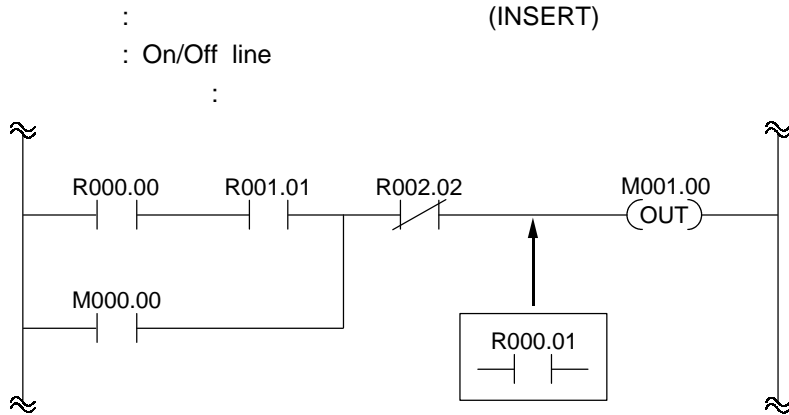 : (INSERT)
: On/Off line
:
R000.00 R001.01 R002.02 M001.00
(OUT)
M000.00
R000.01